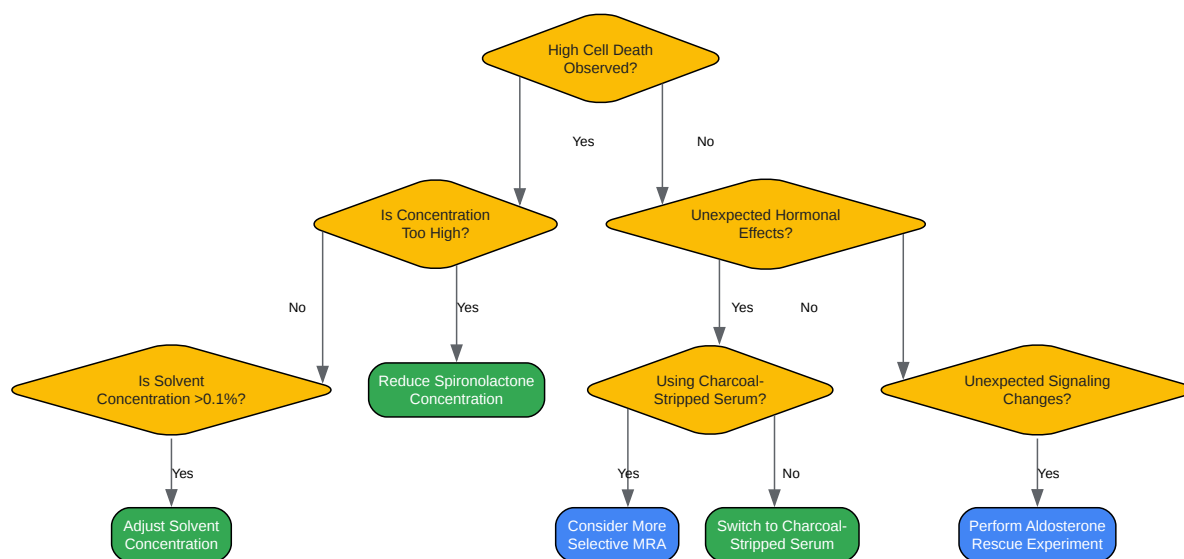 High Cell Death
Observed?
Yes
No
Is Concentration
Too High?
Unexpected Hormonal
Effects?
No
Yes
Yes
No
Is Solvent
Concentration >0.1%?
Reduce Spironolactone
Concentration
Using Charcoal-
Stripped Serum?
Unexpected Signaling
Changes?
Yes
Yes
No
Yes
Adjust Solvent
Concentration
Consider More
Selective MRA
Switch to Charcoal-
Stripped Serum
Perform Aldosterone
Rescue Experiment